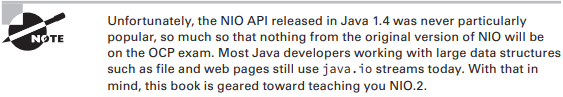 NOTE
Unfortunately, the NIO API released in Java 1.4 was never particularly
popular, so much so that nothing from the original version of NIO will be
on the OCP exam. Most Java developers working with large data structures
such as file and web pages still use java.io streams today. With that in
mind, this book is geared toward teaching you NIO.2.